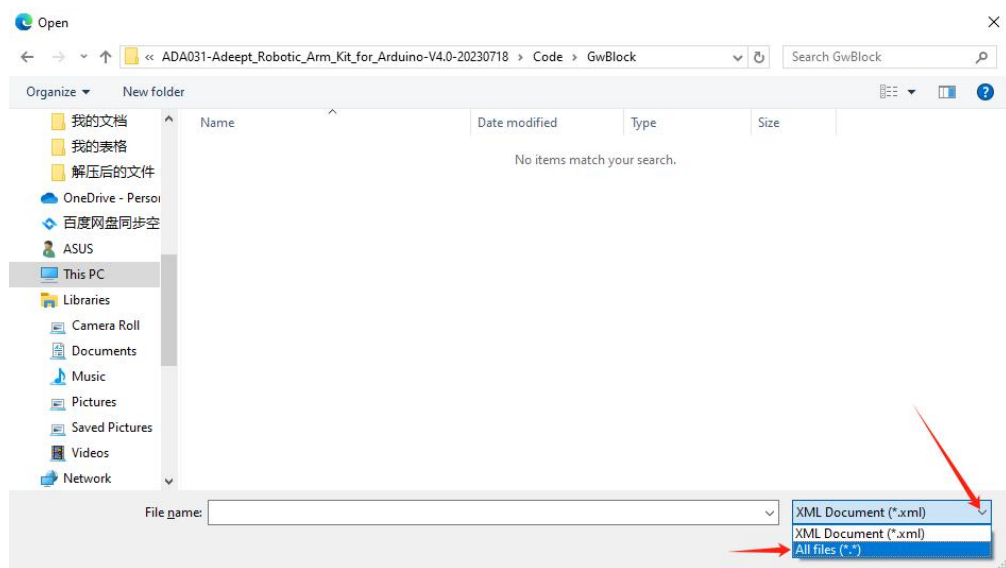 Open
« ADA031-Adeept_Robotic_Arm_Kit_for_Arduino-V4.0-20230718 › Code › GwBlock
Search GwBlock
Organize
New folder
Name
Date modified
Type
Size
No items match your search.
我的文档
我的表格
解压后的文件
OneDrive - Person
百度网盘同步空
ASUS
This PC
Libraries
Camera Roll
Documents
Music
Pictures
Saved Pictures
Videos
Network
File name:
XML Document (*.xml)
XML Document (*.xml)
All files (*.*)